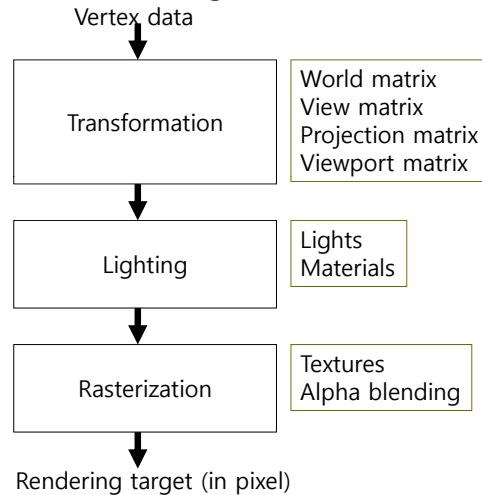 Vertex data
Transformation
World matrix
View matrix
Projection matrix
Viewport matrix
Lighting
Lights
Materials
Rasterization
Textures
Alpha blending
Rendering target (in pixel)